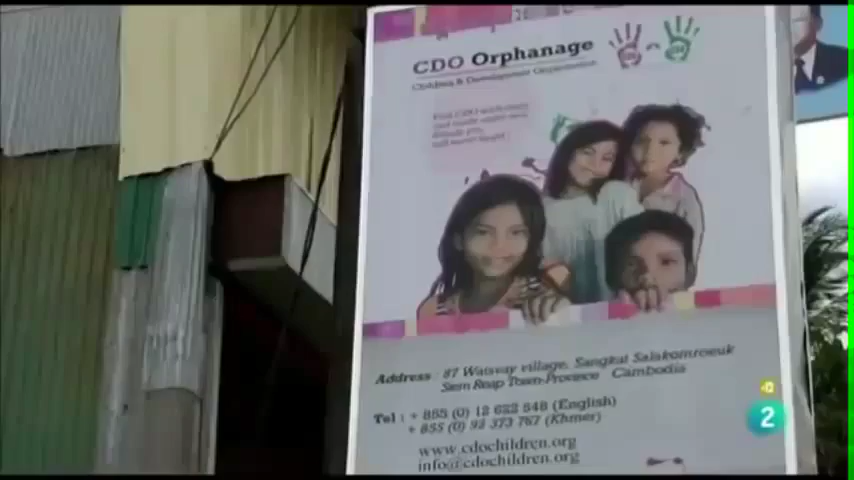 CDO Orphanage
Children & Development Organization
Address : 87 Watsvay village, Sangkat Salakomroeuk
Siem Reap Town-Province Cambodia
Tel : + 855 (0) 12 622 548 (English)
+ 855 (0) 92 373 767 (Khmer)
www.cdochildren.org
info@cdochildren.org
2